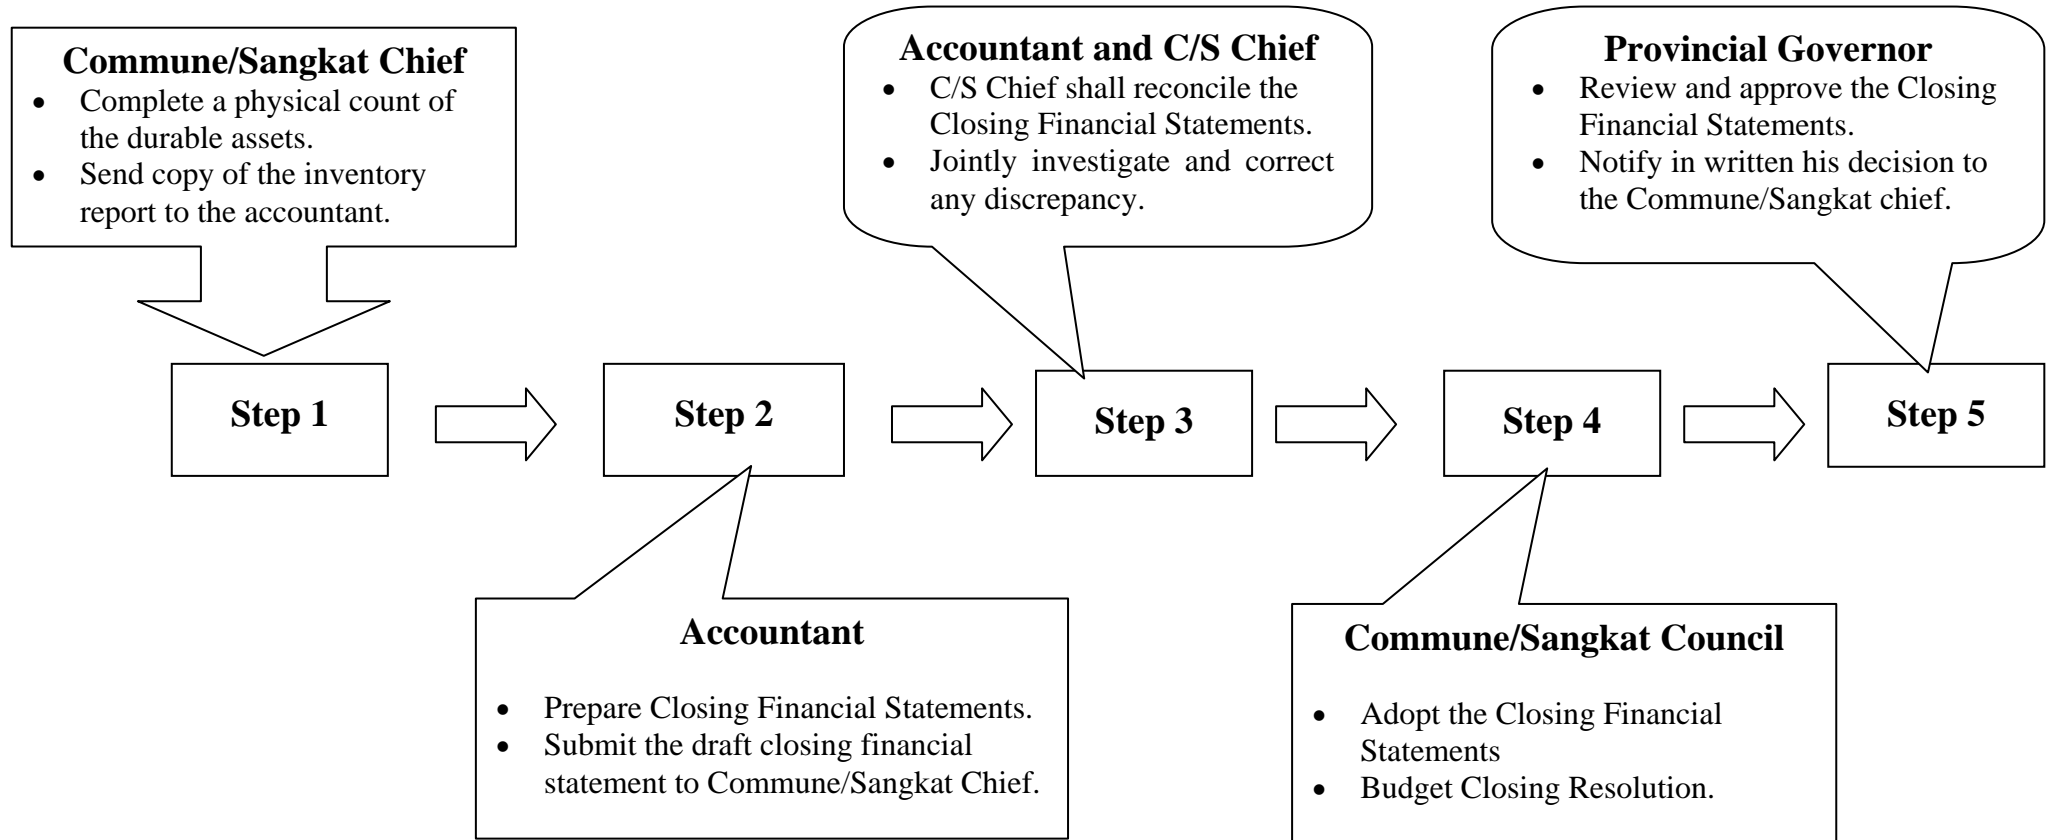 Commune/Sangkat Chief
• Complete a physical count of
the durable assets.
• Send copy of the inventory
report to the accountant.
Accountant and C/S Chief
• C/S Chief shall reconcile the
Closing Financial Statements.
• Jointly investigate and correct
any discrepancy.
Provincial Governor
• Review and approve the Closing
Financial Statements.
• Notify in written his decision to
the Commune/Sangkat chief.
Step 1
Step 2
Step 3
Step 4
Step 5
Accountant
• Prepare Closing Financial Statements.
• Submit the draft closing financial
statement to Commune/Sangkat Chief.
Commune/Sangkat Council
• Adopt the Closing Financial
Statements
• Budget Closing Resolution.